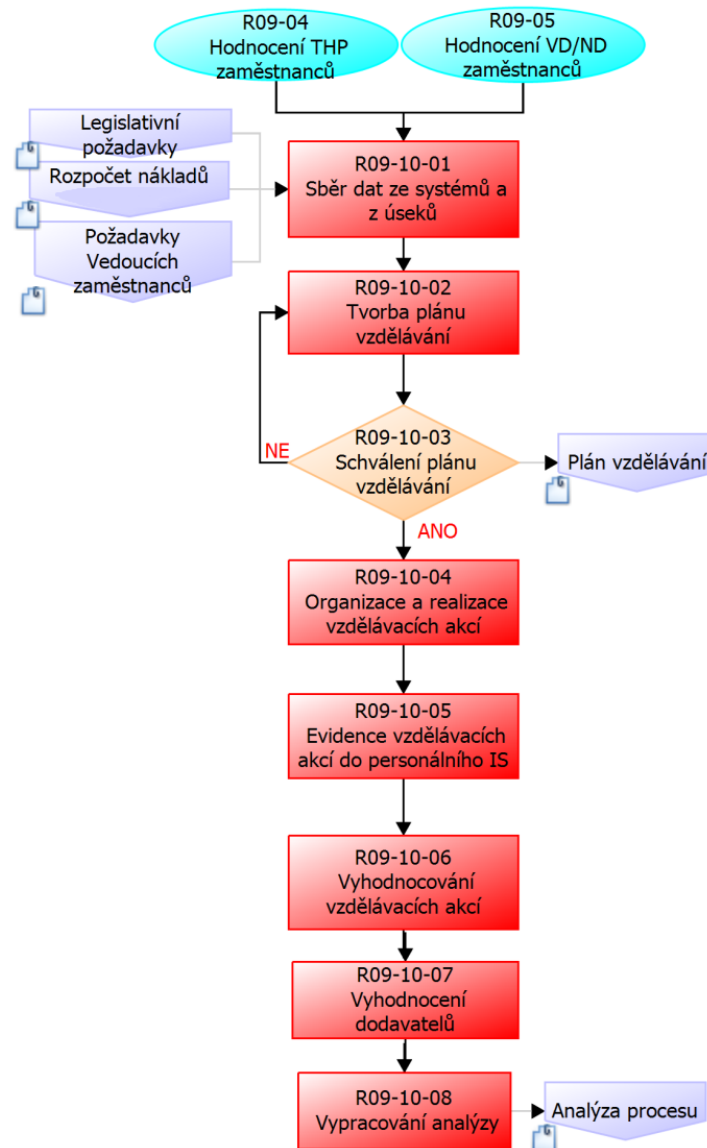 R09-04
Hodnocení THP
zaměstnanců
R09-05
Hodnocení VD/ND
zaměstnanců
Legislativní
požadavky
Rozpočet nákladů
Požadavky
Vedoucích
zaměstnanců
R09-10-01
Sběr dat ze systémů a
z úseků
R09-10-02
Tvorba plánu
vzdělávání
R09-10-03
Schválení plánu
vzdělávání
NE
Plán vzdělávání
ANO
R09-10-04
Organizace a realizace
vzdělávacích akcí
R09-10-05
Evidence vzdělávacích
akcí do personálního IS
R09-10-06
Vyhodnocování
vzdělávacích akcí
R09-10-07
Vyhodnocení
dodavatelů
R09-10-08
Vypracování analýzy
Analýza procesu